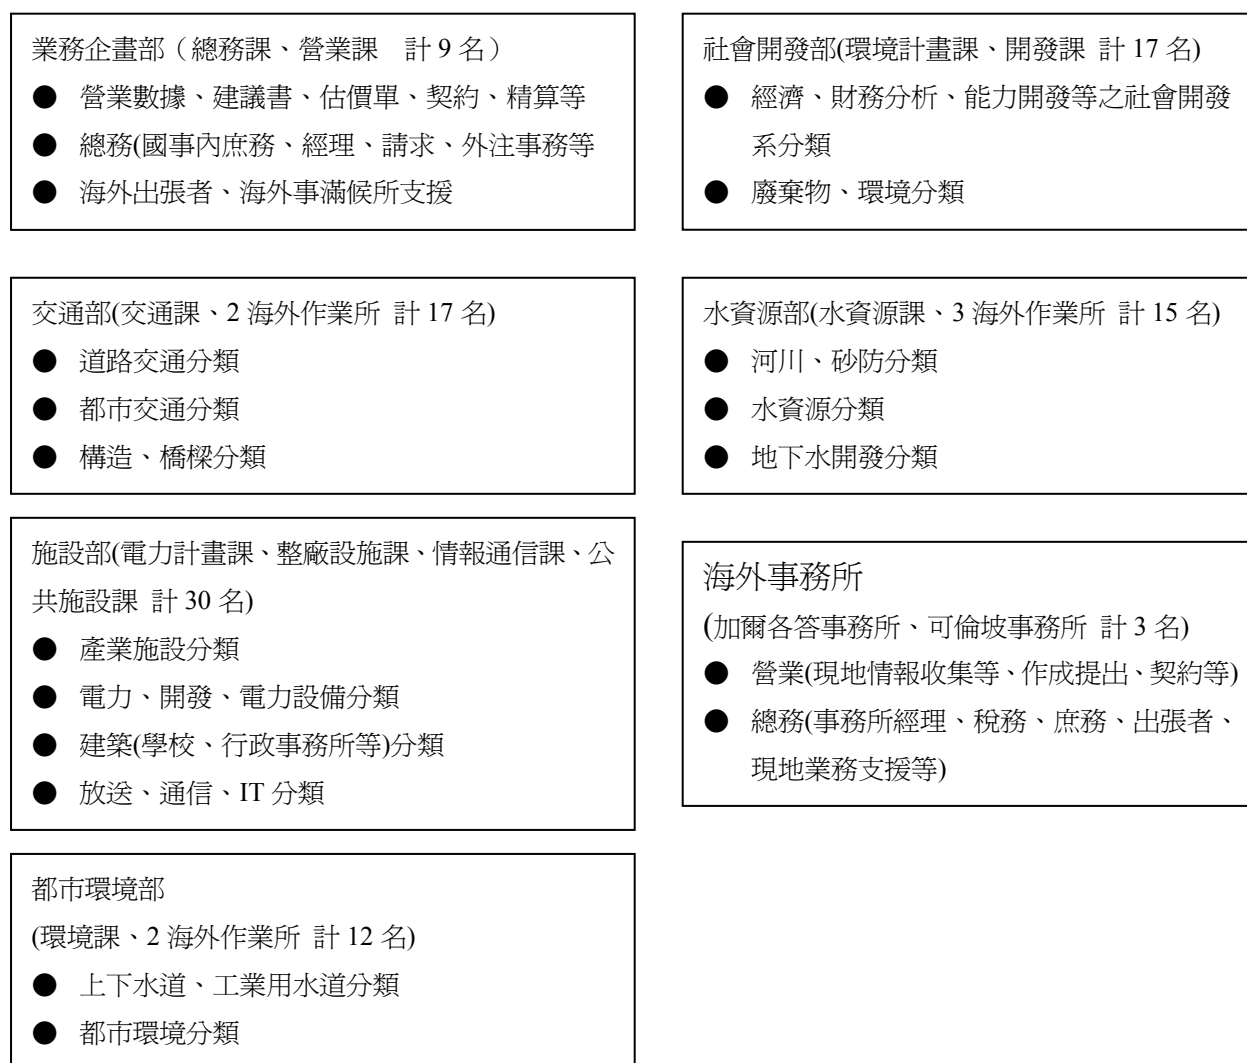 業務企畫部（總務課、營業課　計 9 名）
● 營業數據、建議書、估價單、契約、精算等
● 總務(國事內庶務、經理、請求、外注事務等
● 海外出張者、海外事滿候所支援
社會開發部(環境計畫課、開發課 計 17 名)
● 經濟、財務分析、能力開發等之社會開發
系分類
● 廢棄物、環境分類
交通部(交通課、2 海外作業所 計 17 名)
● 道路交通分類
● 都市交通分類
● 構造、橋樑分類
水資源部(水資源課、3 海外作業所 計 15 名)
● 河川、砂防分類
● 水資源分類
● 地下水開發分類
施設部(電力計畫課、整廠設施課、情報通信課、公
共施設課 計 30 名)
● 產業施設分類
● 電力、開發、電力設備分類
● 建築(學校、行政事務所等)分類
● 放送、通信、IT 分類
海外事務所
(加爾各答事務所、可倫坡事務所 計 3 名)
● 營業(現地情報收集等、作成提出、契約等)
● 總務(事務所經理、稅務、庶務、出張者、
現地業務支援等)
都市環境部
(環境課、2 海外作業所 計 12 名)
● 上下水道、工業用水道分類
● 都市環境分類